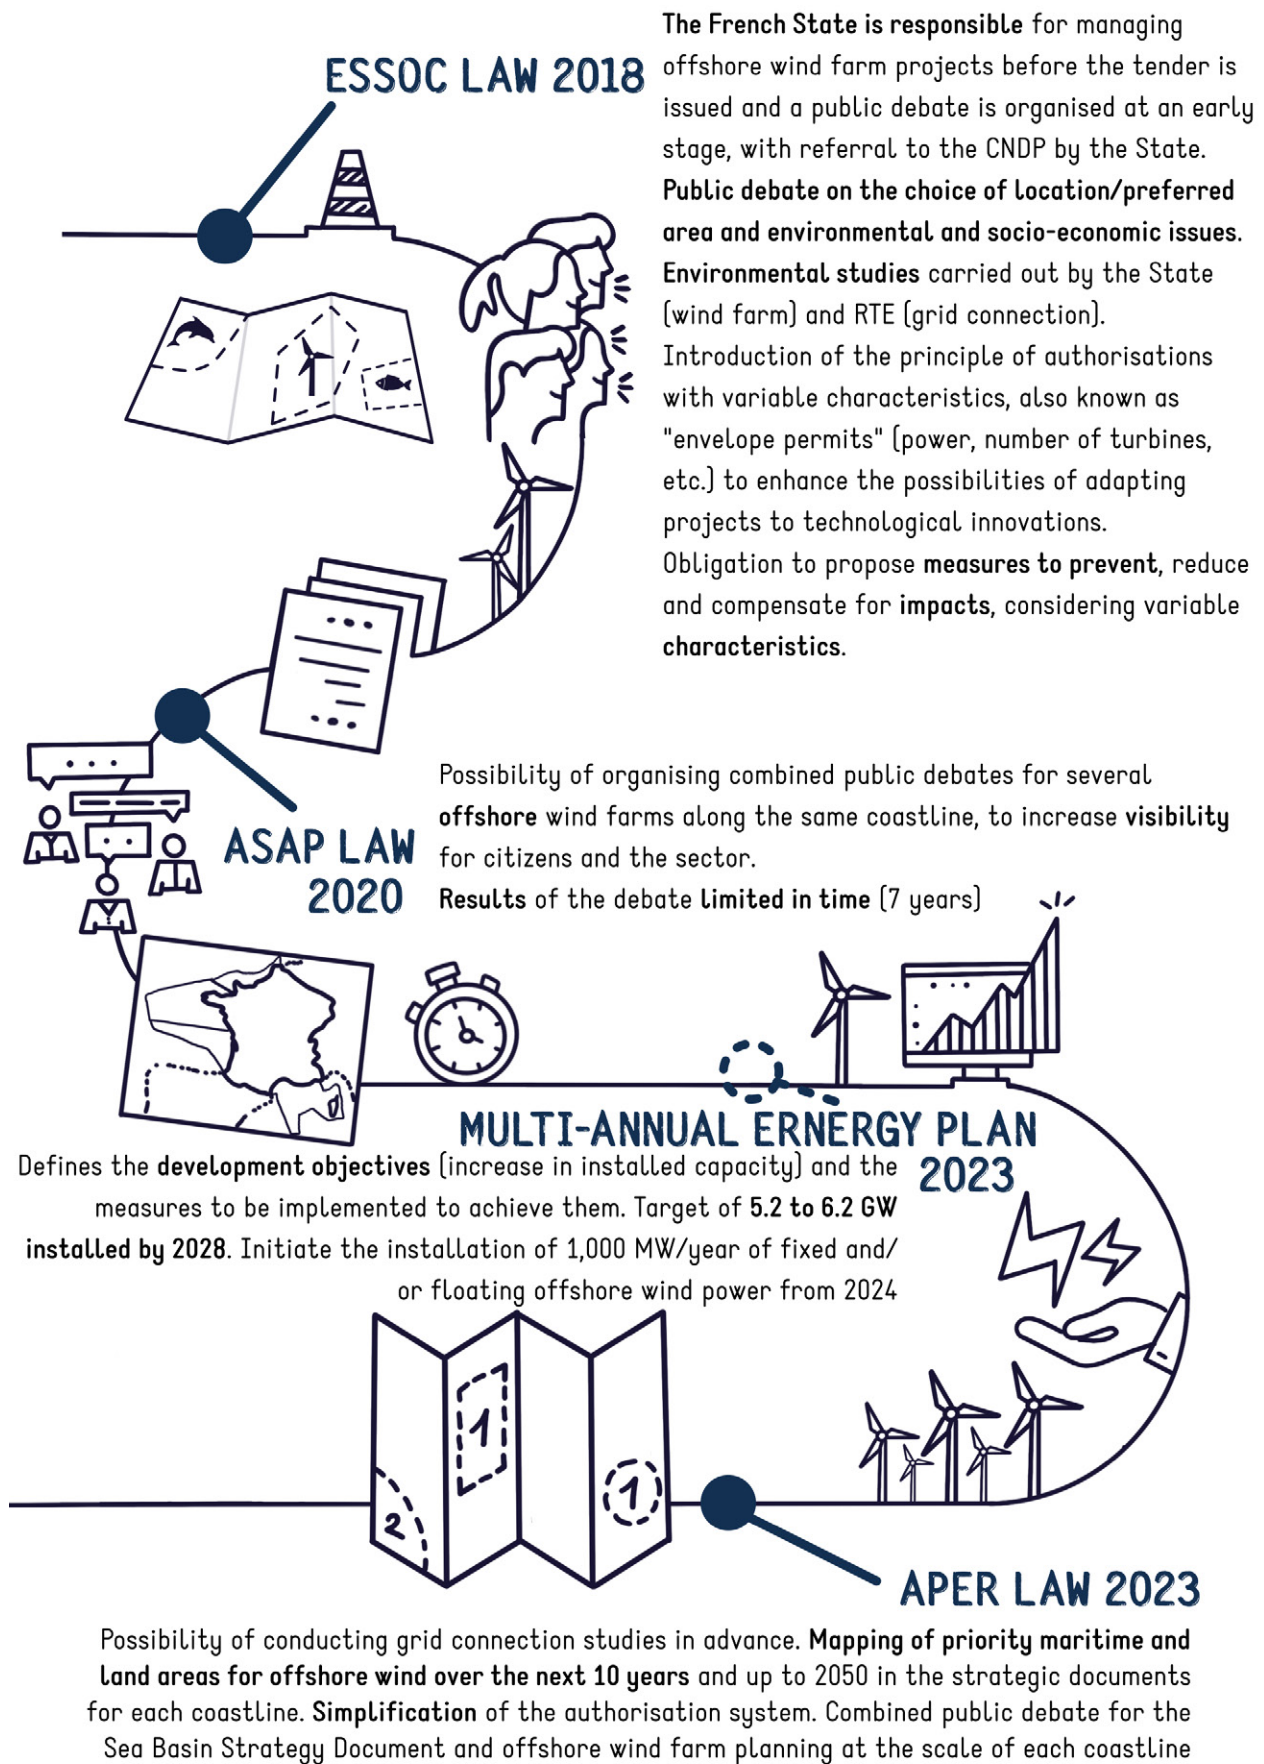 ESSOC LAW 2018
The French State is responsible for managing
offshore wind farm projects before the tender is
issued and a public debate is organised at an early
stage, with referral to the CNDP by the State.
Public debate on the choice of location/preferred
area and environmental and socio-economic issues.
Environmental studies carried out by the State
(wind farm) and RTE (grid connection).
Introduction of the principle of authorisations
with variable characteristics, also known as
"envelope permits" (power, number of turbines,
etc.) to enhance the possibilities of adapting
projects to technological innovations.
Obligation to propose measures to prevent, reduce
and compensate for impacts, considering variable
characteristics.
ASAP LAW
2020
Possibility of organising combined public debates for several
offshore wind farms along the same coastline, to increase visibility
for citizens and the sector.
Results of the debate limited in time (7 years)
MULTI-ANNUAL ERNERGY PLAN
2023
Defines the development objectives (increase in installed capacity) and the
measures to be implemented to achieve them. Target of 5.2 to 6.2 GW
installed by 2028. Initiate the installation of 1,000 MW/year of fixed and/
or floating offshore wind power from 2024
1
1
2
APER LAW 2023
Possibility of conducting grid connection studies in advance. Mapping of priority maritime and
land areas for offshore wind over the next 10 years and up to 2050 in the strategic documents
for each coastline. Simplification of the authorisation system. Combined public debate for the
Sea Basin Strategy Document and offshore wind farm planning at the scale of each coastline